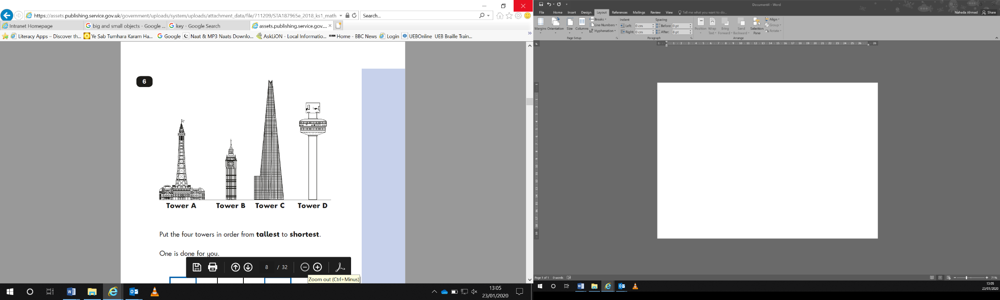 https://assets.publishing.service.gov.uk/government/uploads/system/uploads/attachment_data/file/711209/STA187965e_2018_ks1_math
Search...
Intranet Homepage
big and small objects - Google ...
key - Google Search
assets.publishing.service.gov....
Literacy Apps – Discover th...
Ye Sab Tumhara Karam Ha...
Google
Naat & MP3 Naats Downlo...
AskLiON - Local Informatio...
Home - BBC News
Login
UEBOnline UEB Braille Train...
6
Tower A
Tower B
Tower C
Tower D
Put the four towers in order from tallest to shortest.
One is done for you.
8 / 32
Zoom out (Ctrl+Minus)
13:05
23/01/2020
Document4 - Word
File Home Insert Design Layout References Mailings Review View Tell me what you want to do...
Naheda Ahmed Share
Margins Orientation Size Columns
Breaks
Line Numbers
Hyphenation
Page Setup
Indent
Left: 0 cm
Right: 0 cm
Spacing
Before: 0 pt
After: 8 pt
Paragraph
Position
Wrap Text
Bring Forward
Send Backward
Selection Pane
Align
Group
Rotate
Arrange
Page 1 of 1 0 words
71%
13:05
23/01/2020